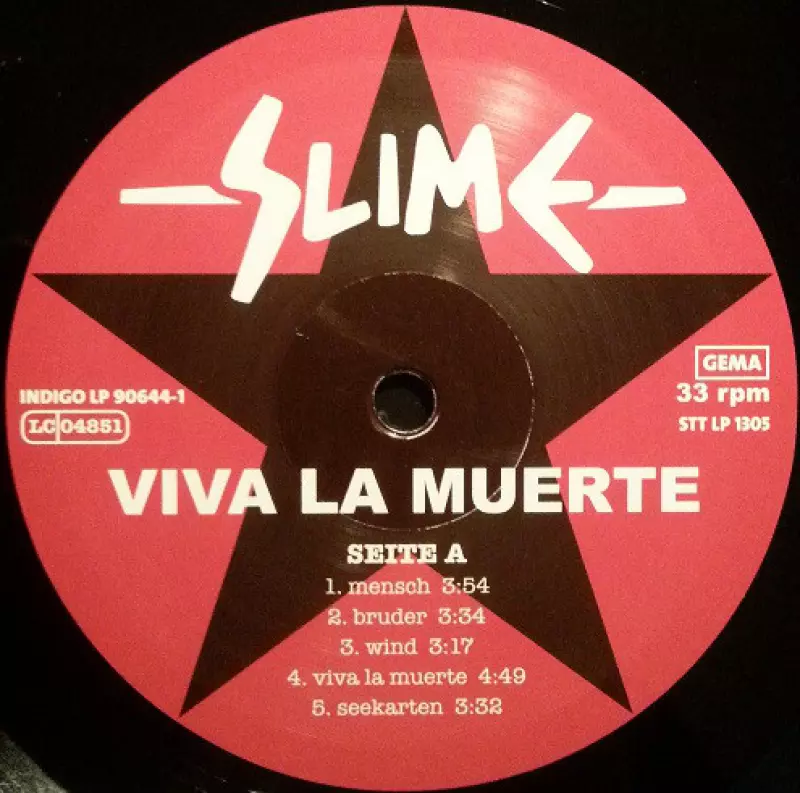 SLIME
INDIGO LP 90644-1
LC 04851
GEMA
33 rpm
STT LP 1305
VIVA LA MUERTE
SEITE A
1. mensch 3:54
2. bruder 3:34
3. wind 3:17
4. viva la muerte 4:49
5. seekarten 3:32